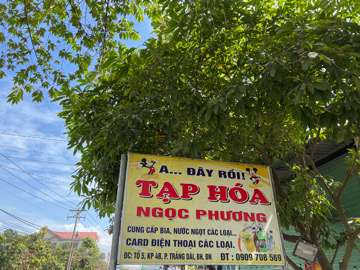 A... ĐÂY RỒI!!
TẠP HÓA
NGỌC PHƯƠNG
CUNG CẤP BIA, NƯỚC NGỌT CÁC LOẠI...
CARD ĐIỆN THOẠI CÁC LOẠI.
ĐC: TỔ 5, KP 4B, P. TRẢNG DÀI, BH, ĐN ĐT : 0909 708 569